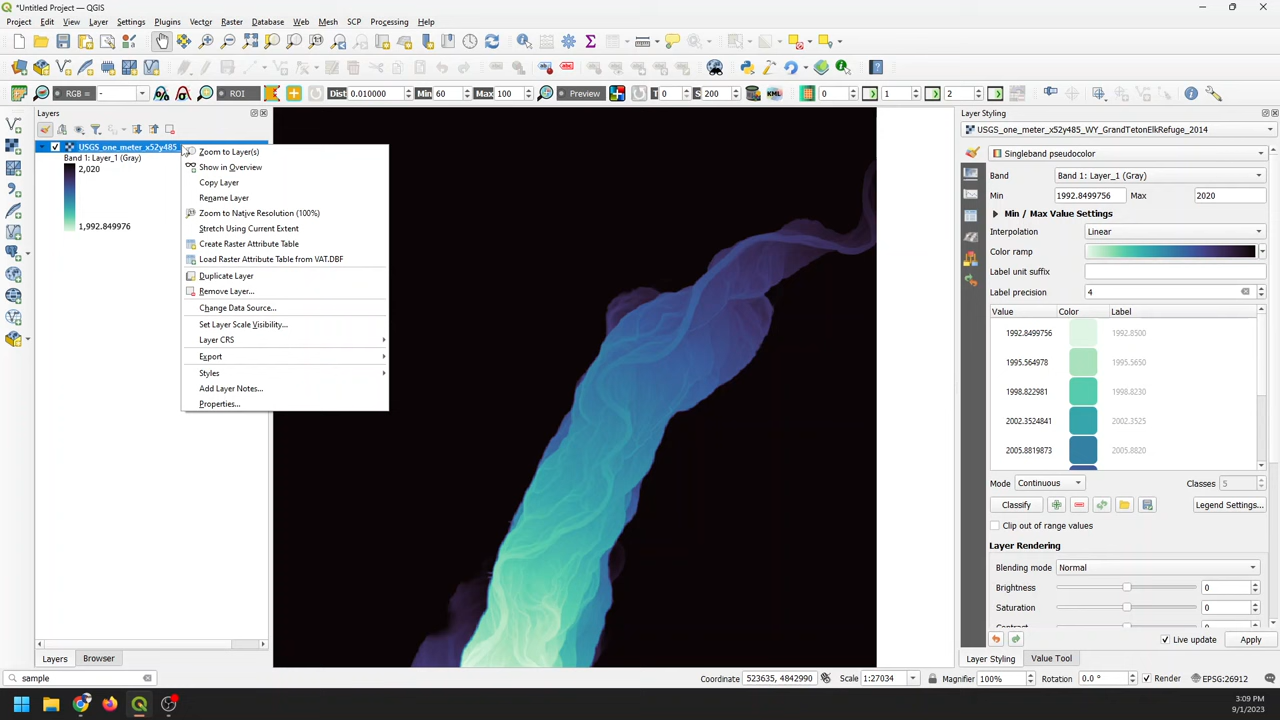 *Untitled Project — QGIS
Project Edit View Layer Settings Plugins Vector Raster Database Web Mesh SCP Processing Help
RGB = - ROI Dist 0.010000 Min 60 Max 100 Preview T 0 S 200 0 1 2
Layers
USGS_one_meter_x52y485_
Band 1: Layer_1 (Gray)
2,020
1,992.849976
Zoom to Layer(s)
Show in Overview
Copy Layer
Rename Layer
Zoom to Native Resolution (100%)
Stretch Using Current Extent
Create Raster Attribute Table
Load Raster Attribute Table from VAT.DBF
Duplicate Layer
Remove Layer...
Change Data Source...
Set Layer Scale Visibility...
Layer CRS
Export
Styles
Add Layer Notes...
Properties...
Layer Styling
USGS_one_meter_x52y485_WY_GrandTetonElkRefuge_2014
Singleband pseudocolor
Band Band 1: Layer_1 (Gray)
Min 1992.8499756 Max 2020
Min / Max Value Settings
Interpolation Linear
Color ramp
Label unit suffix
Label precision 4
Value Color Label
1992.8499756 1992.8500
1995.564978 1995.5650
1998.822981 1998.8230
2002.3524841 2002.3525
2005.8819873 2005.8820
Mode Continuous Classes 5
Classify Legend Settings...
Clip out of range values
Layer Rendering
Blending mode Normal
Brightness 0
Saturation 0
Contrast 0
Live update Apply
Layers Browser
Layer Styling Value Tool
sample Coordinate 523635, 4842990 Scale 1:27034 Magnifier 100% Rotation 0.0 ° Render EPSG:26912
3:09 PM
9/1/2023